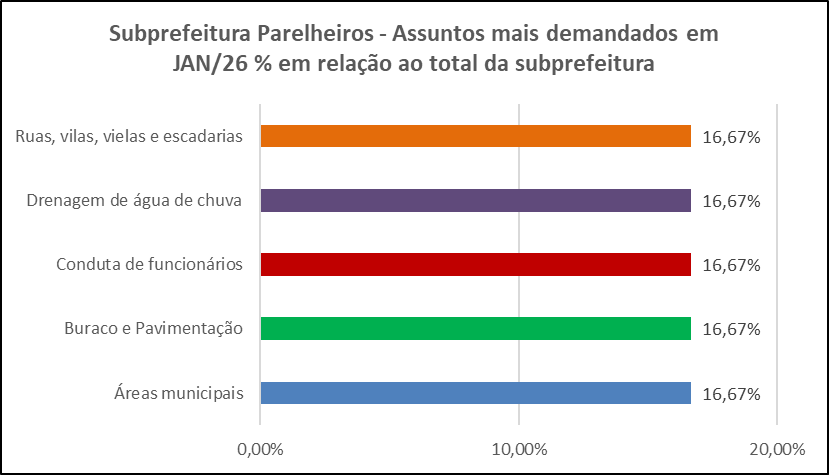 Subprefeitura Parelheiros - Assuntos mais demandados em
JAN/26 % em relação ao total da subprefeitura
Ruas, vilas, vielas e escadarias 16,67%
Drenagem de água de chuva 16,67%
Conduta de funcionários 16,67%
Buraco e Pavimentação 16,67%
Áreas municipais 16,67%
0,00% 10,00% 20,00%